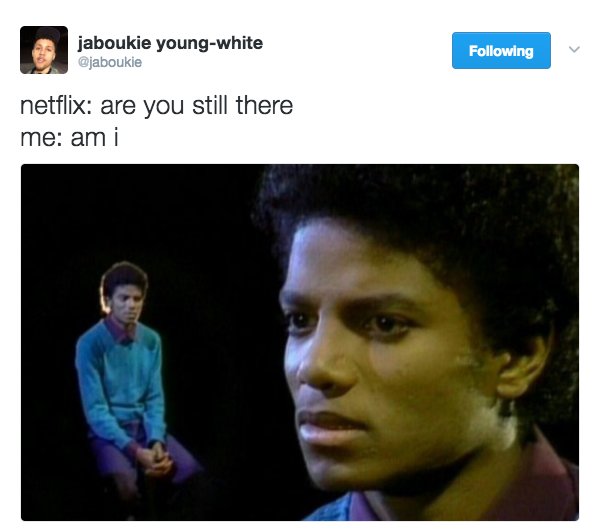 jaboukie young-white
@jaboukie
Following
netflix: are you still there
me: am i